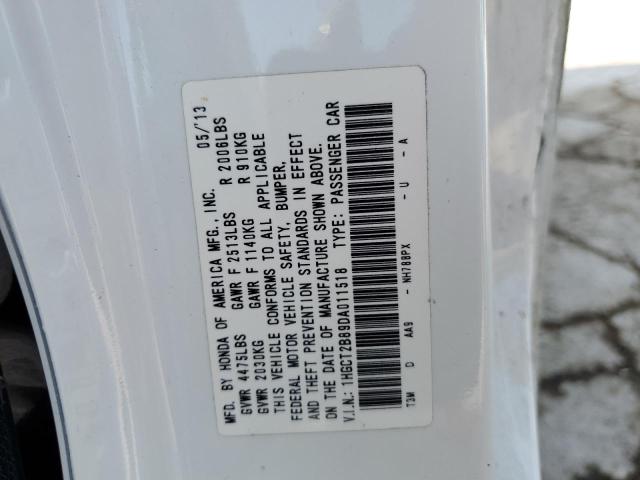 MFD. BY HONDA OF AMERICA MFG., INC. 05/'13
GVWR 4475LBS GAWR F 2513LBS R 2006LBS
GVWR 2030KG GAWR F 1140KG R 910KG
THIS VEHICLE CONFORMS TO ALL APPLICABLE
FEDERAL MOTOR VEHICLE SAFETY, BUMPER,
AND THEFT PREVENTION STANDARDS IN EFFECT
ON THE DATE OF MANUFACTURE SHOWN ABOVE.
V.I.N.: 1HGCT2B89DA011518 TYPE: PASSENGER CAR
T3M D AA9 - NH788PX - U - A